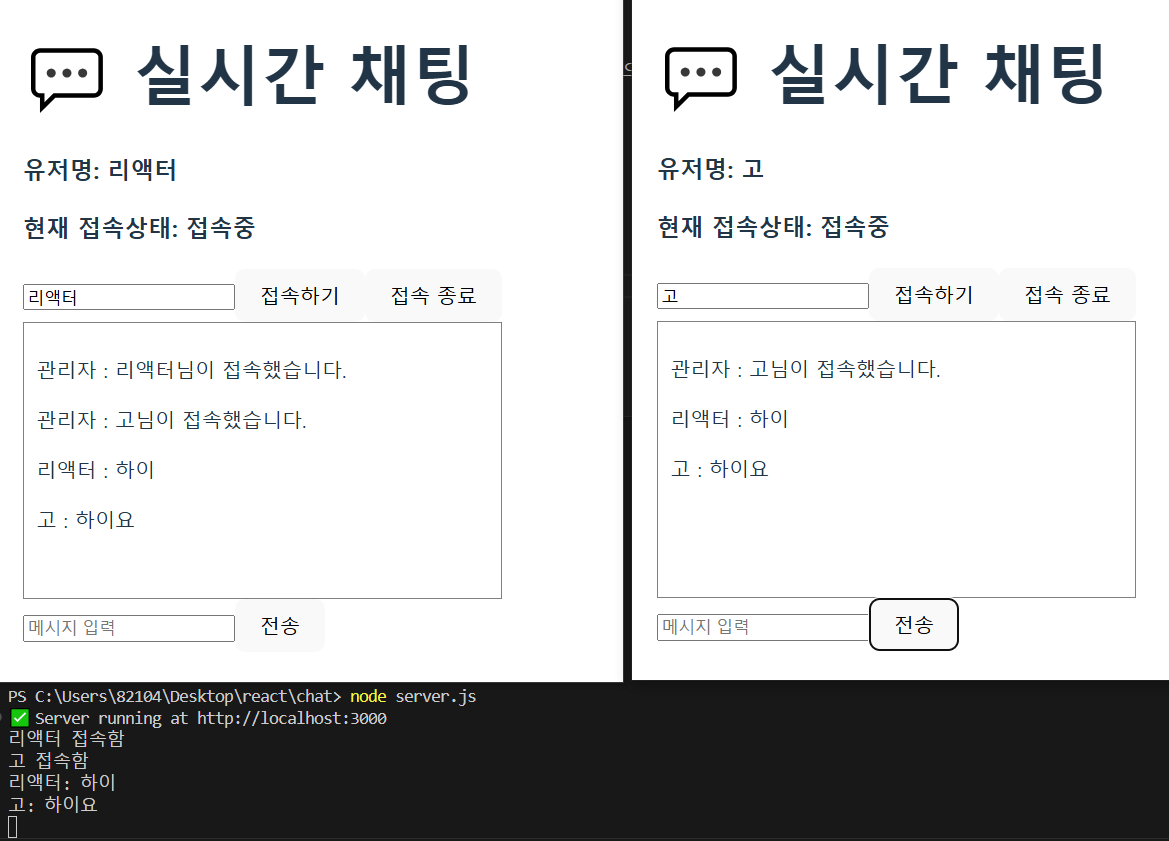 실시간 채팅
유저명: 리액터
현재 접속상태: 접속중
리액터 접속하기 접속 종료
관리자 : 리액터님이 접속했습니다.
관리자 : 고님이 접속했습니다.
리액터 : 하이
고 : 하이요
메시지 입력 전송
실시간 채팅
유저명: 고
현재 접속상태: 접속중
고 접속하기 접속 종료
관리자 : 고님이 접속했습니다.
리액터 : 하이
고 : 하이요
메시지 입력 전송
PS C:\Users\82104\Desktop\react\chat> node server.js
✅ Server running at http://localhost:3000
리액터 접속함
고 접속함
리액터: 하이
고: 하이요